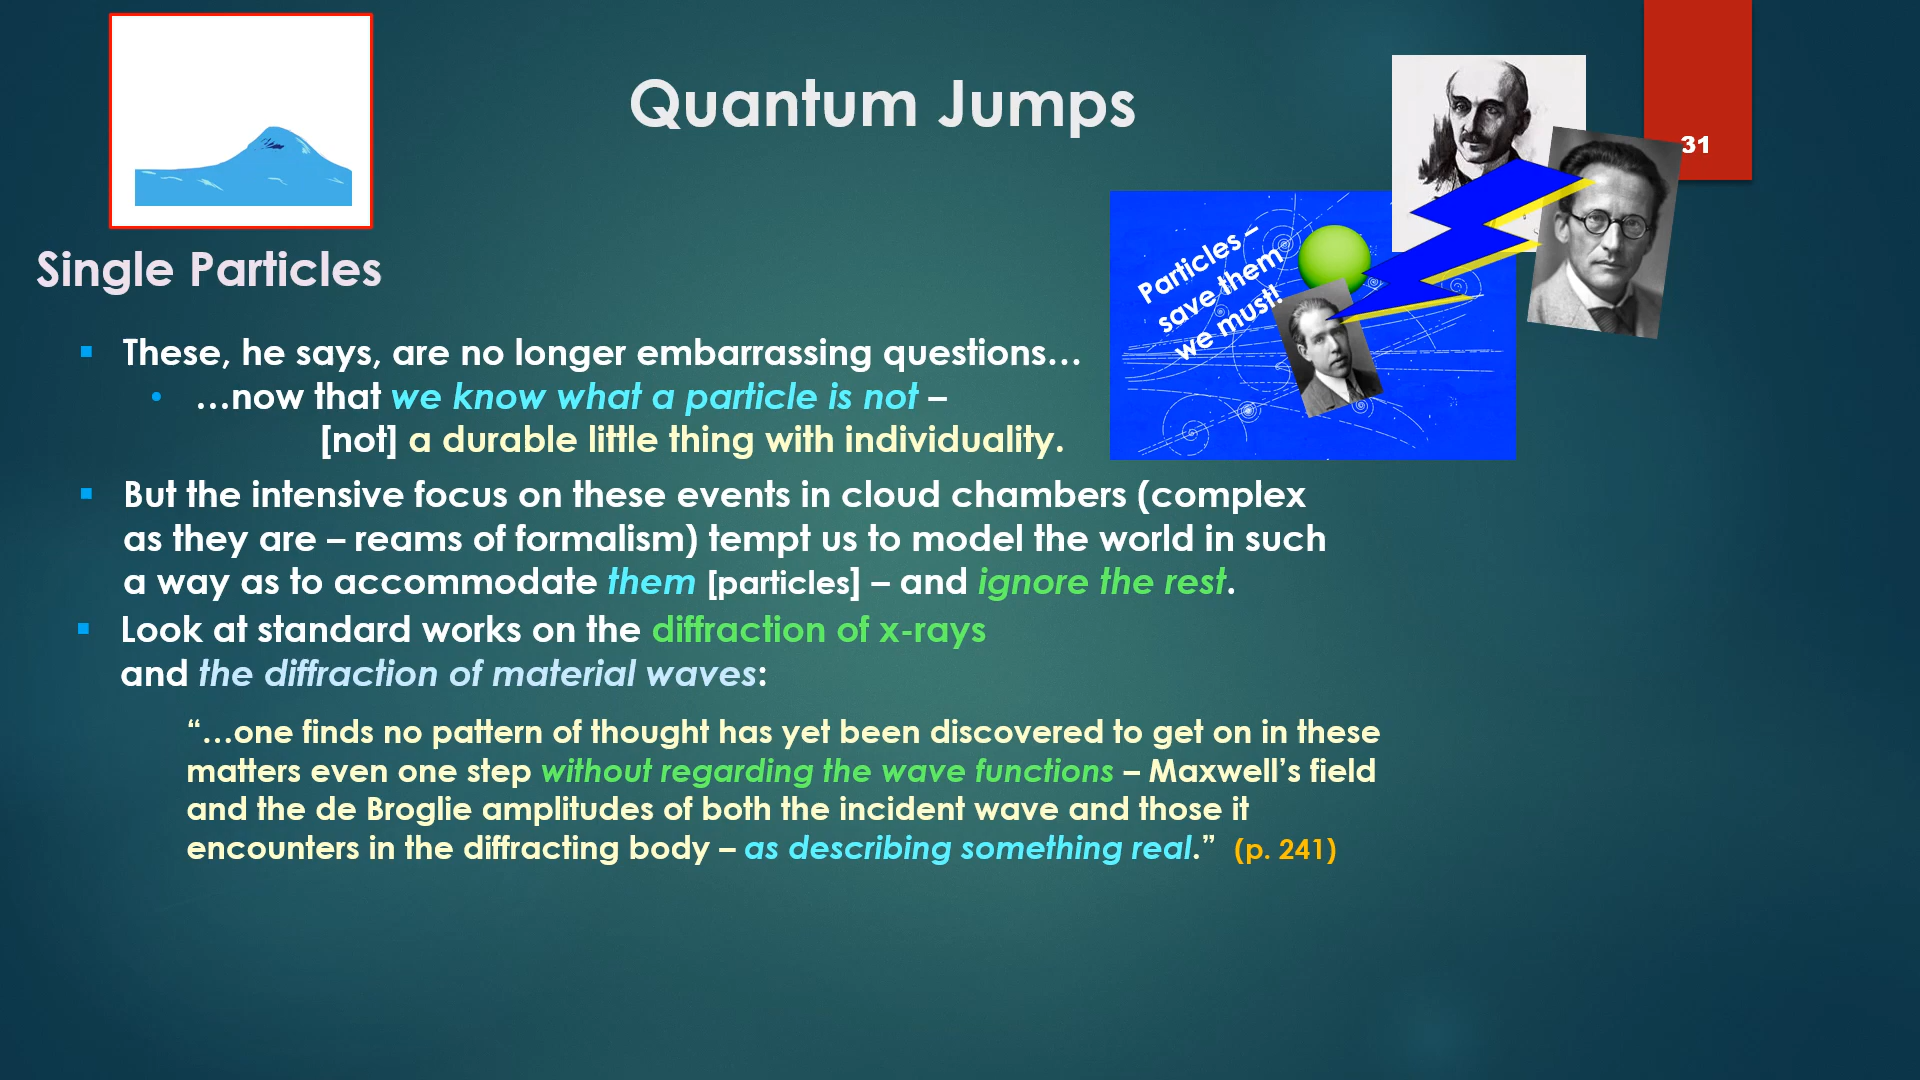 Quantum Jumps
31
Particles –
save them
we must!
Single Particles
These, he says, are no longer embarrassing questions…
…now that we know what a particle is not –
[not] a durable little thing with individuality.
But the intensive focus on these events in cloud chambers (complex
as they are – reams of formalism) tempt us to model the world in such
a way as to accommodate them [particles] – and ignore the rest.
Look at standard works on the diffraction of x-rays
and the diffraction of material waves:
“…one finds no pattern of thought has yet been discovered to get on in these
matters even one step without regarding the wave functions – Maxwell’s field
and the de Broglie amplitudes of both the incident wave and those it
encounters in the diffracting body – as describing something real.” (p. 241)